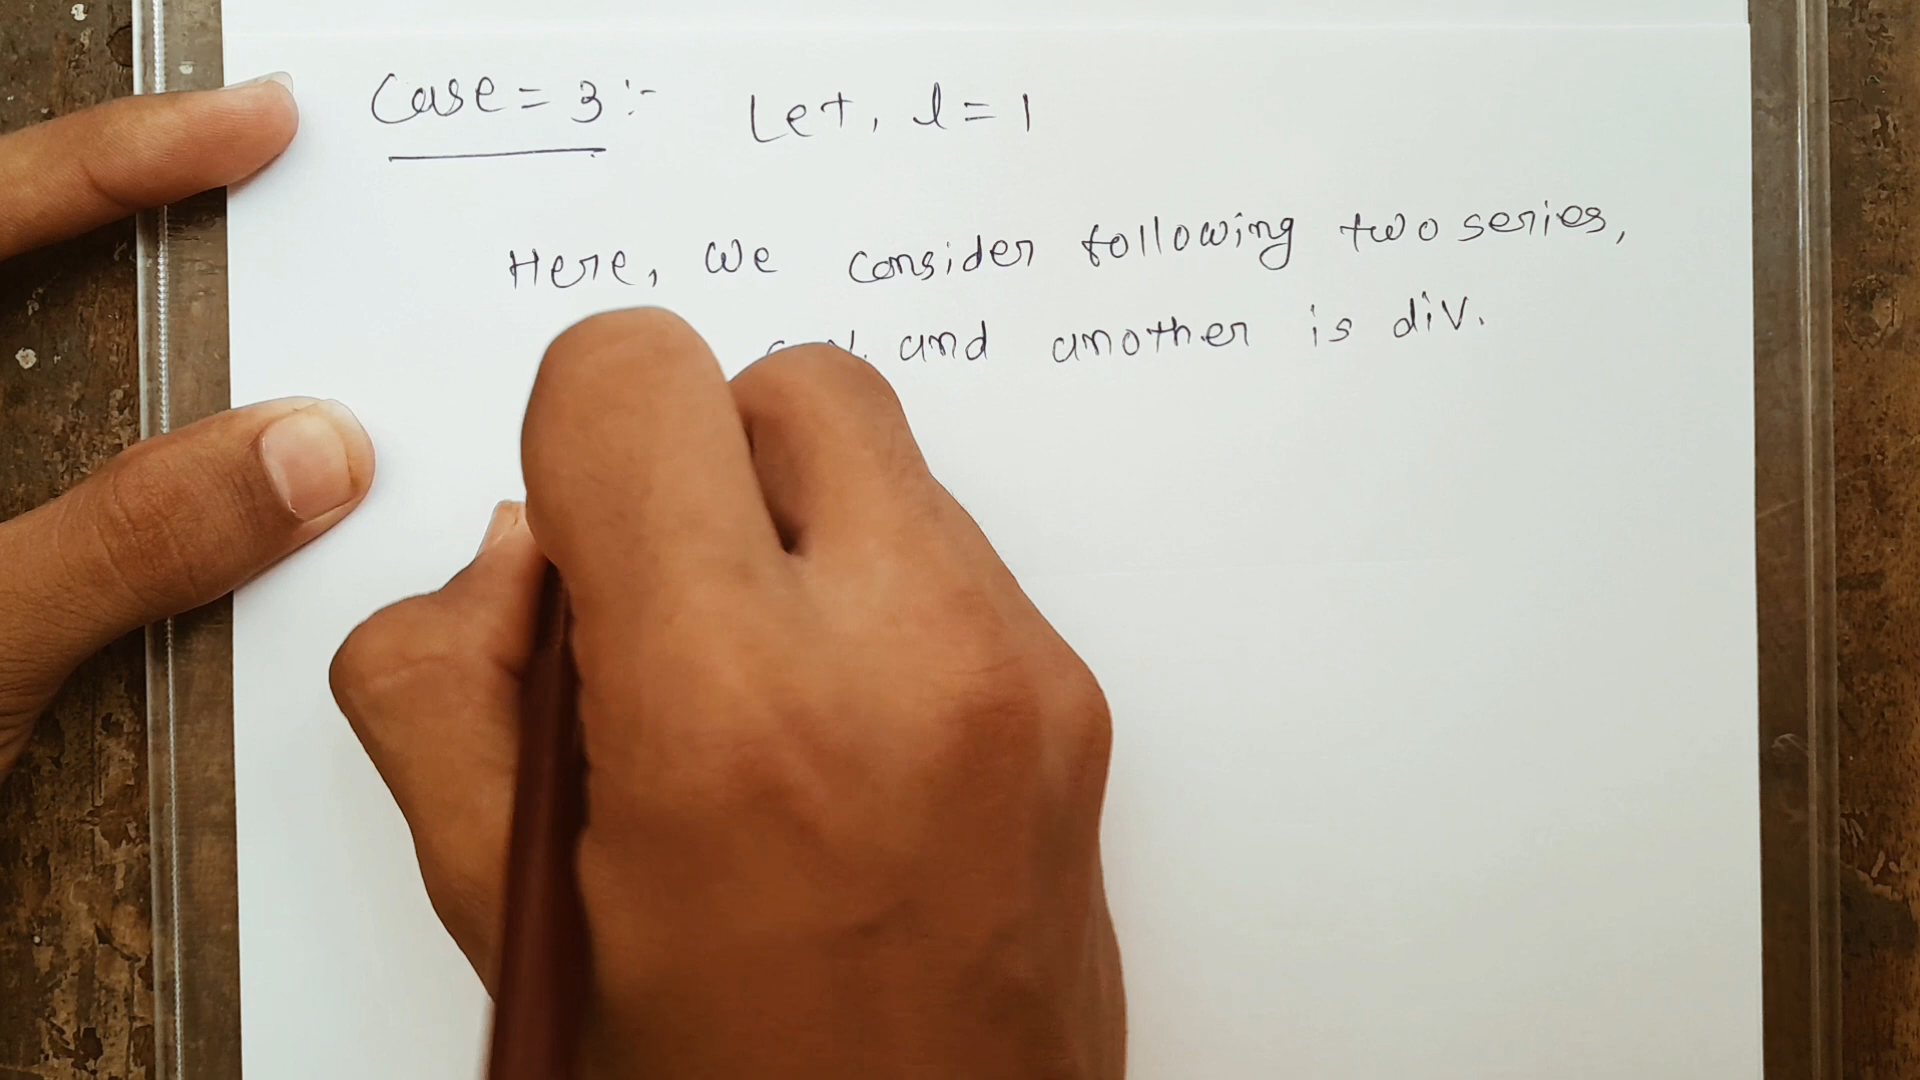 Case = 3 :- Let, l = 1
Here, We consider following two series,
and another is div.